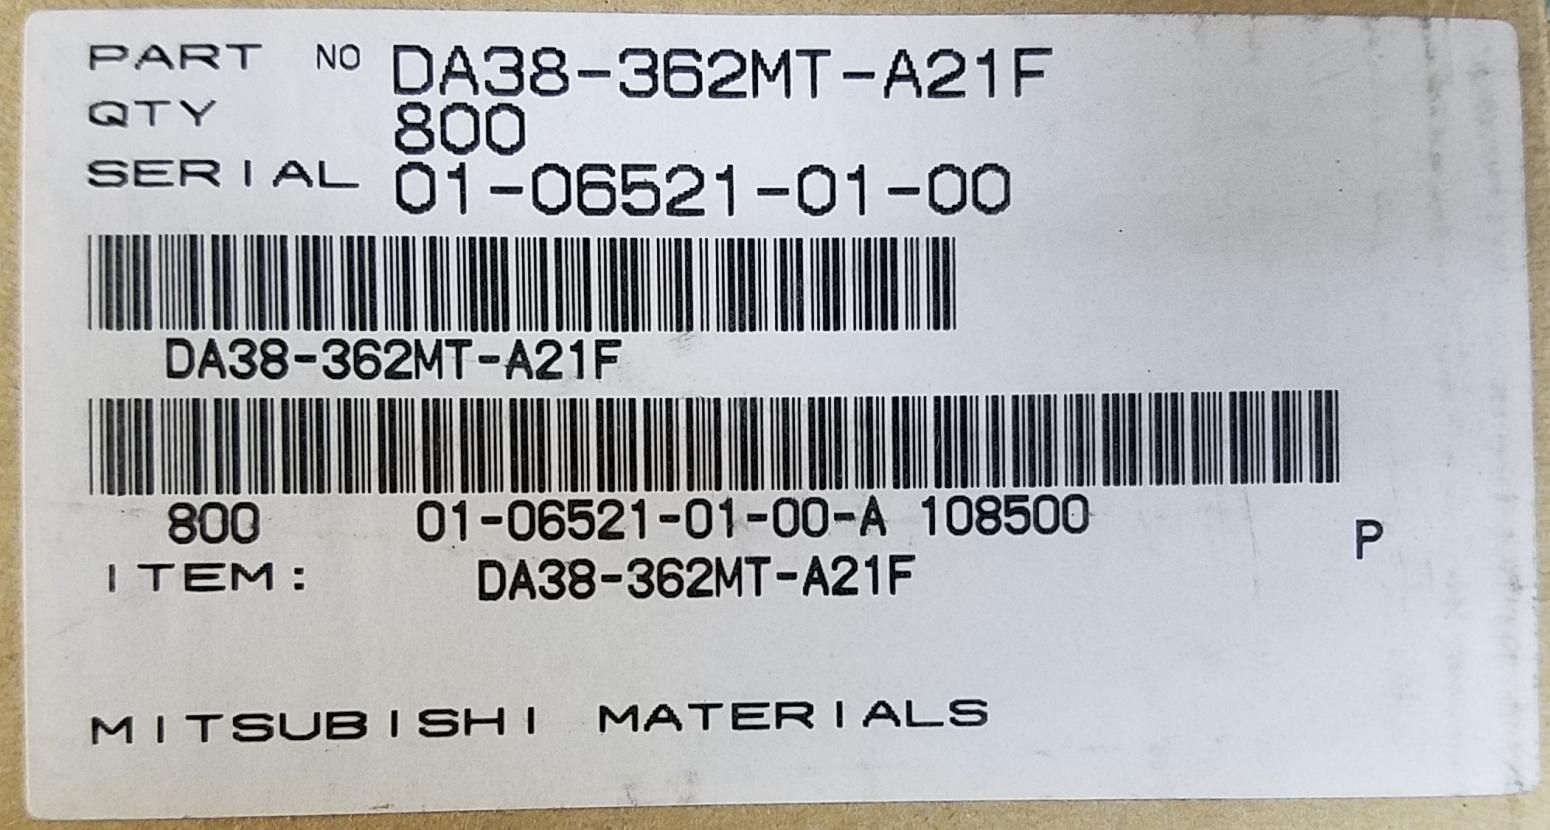 PART NO DA38-362MT-A21F
QTY 800
SERIAL 01-06521-01-00
DA38-362MT-A21F
800 01-06521-01-00-A 108500
P
ITEM: DA38-362MT-A21F
MITSUBISHI MATERIALS